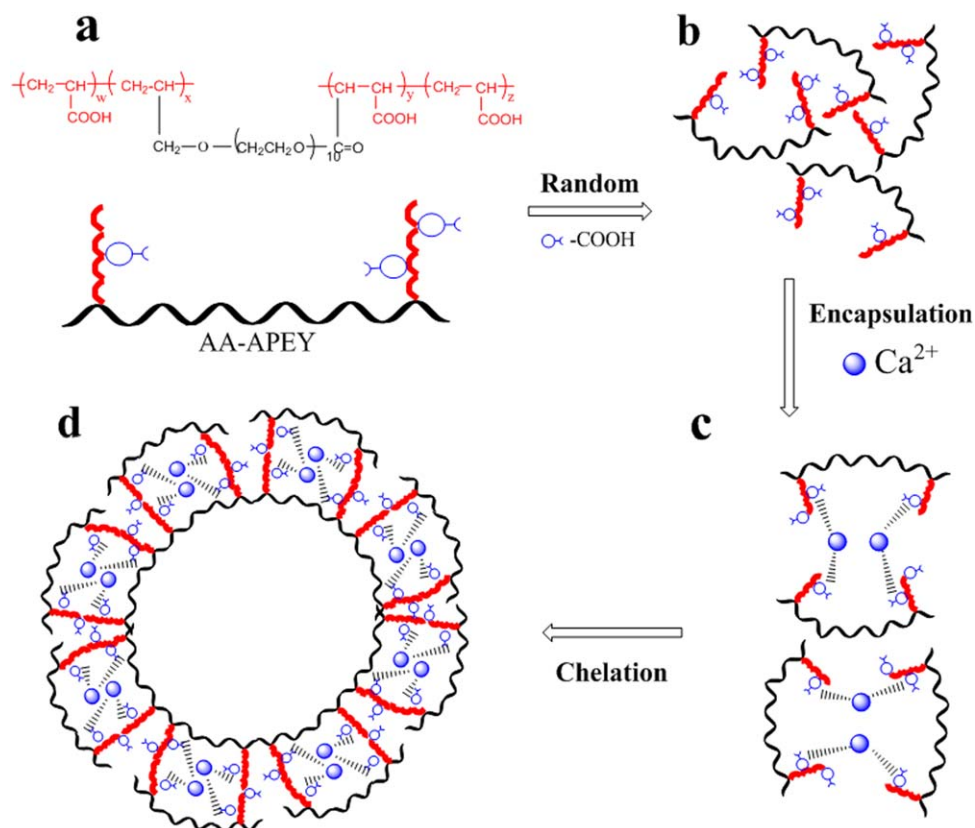 a
b
-(CH₂-CH)w(CH₂-CH)x- -(CH-CH)y(CH₂-CH)z-
COOH COOH COOH
CH₂-O-(CH₂CH₂O)10 C=O
Random
-COOH
AA-APEY
Encapsulation
Ca²⁺
d
c
Chelation